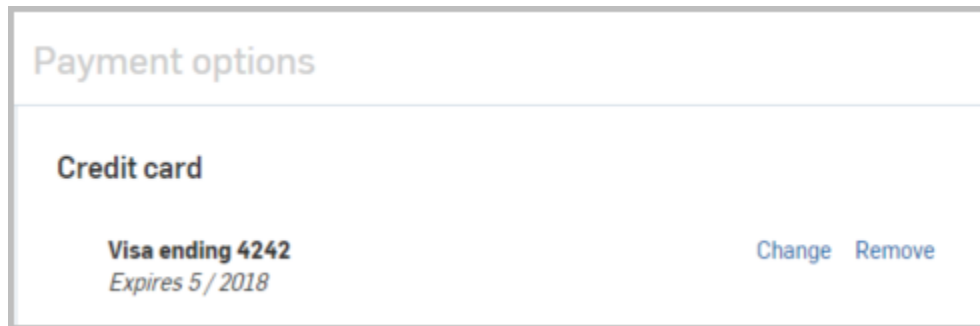 Payment options
Credit card
Visa ending 4242 Change Remove
Expires 5 / 2018